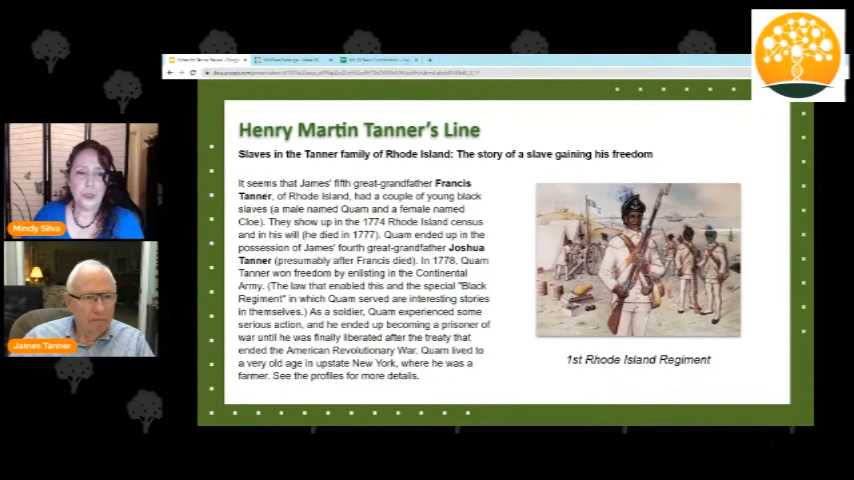 Henry Martin Tanner's Line
Slaves in the Tanner family of Rhode Island: The story of a slave gaining his freedom
It seems that James' fifth great-grandfather Francis
Tanner, of Rhode Island, had a couple of young black
slaves (a male named Quam and a female named
Cloe). They show up in the 1774 Rhode Island census
and in his will (he died in 1777). Quam ended up in the
possession of James' fourth great-grandfather Joshua
Tanner (presumably after Francis died). In 1778, Quam
Tanner won freedom by enlisting in the Continental
Army. (The law that enabled this and the special "Black
Regiment" in which Quam served are interesting stories
in themselves.) As a soldier, Quam experienced some
serious action, and he ended up becoming a prisoner of
war until he was finally liberated after the treaty that
ended the American Revolutionary War. Quam lived to
a very old age in upstate New York, where he was a
farmer. See the profiles for more details.
1st Rhode Island Regiment
Mindy Silva
James Tanner